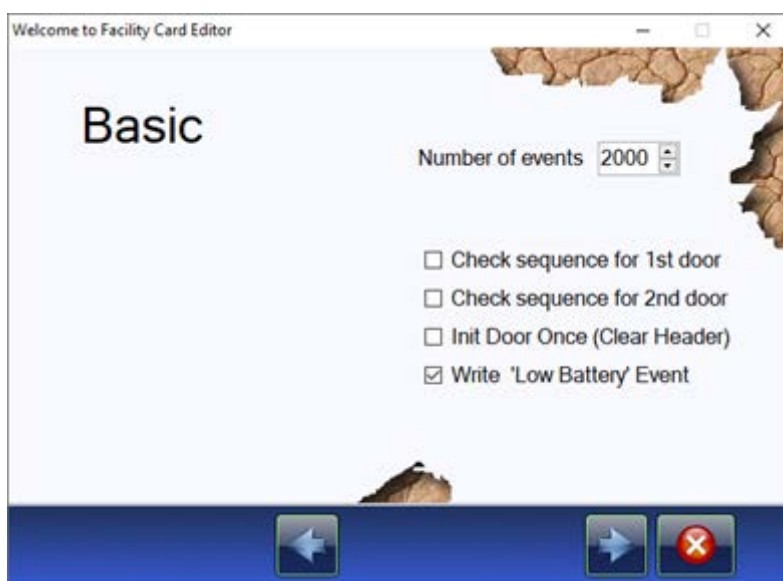 Welcome to Facility Card Editor
Basic
Number of events 2000
Check sequence for 1st door
Check sequence for 2nd door
Init Door Once (Clear Header)
Write 'Low Battery' Event